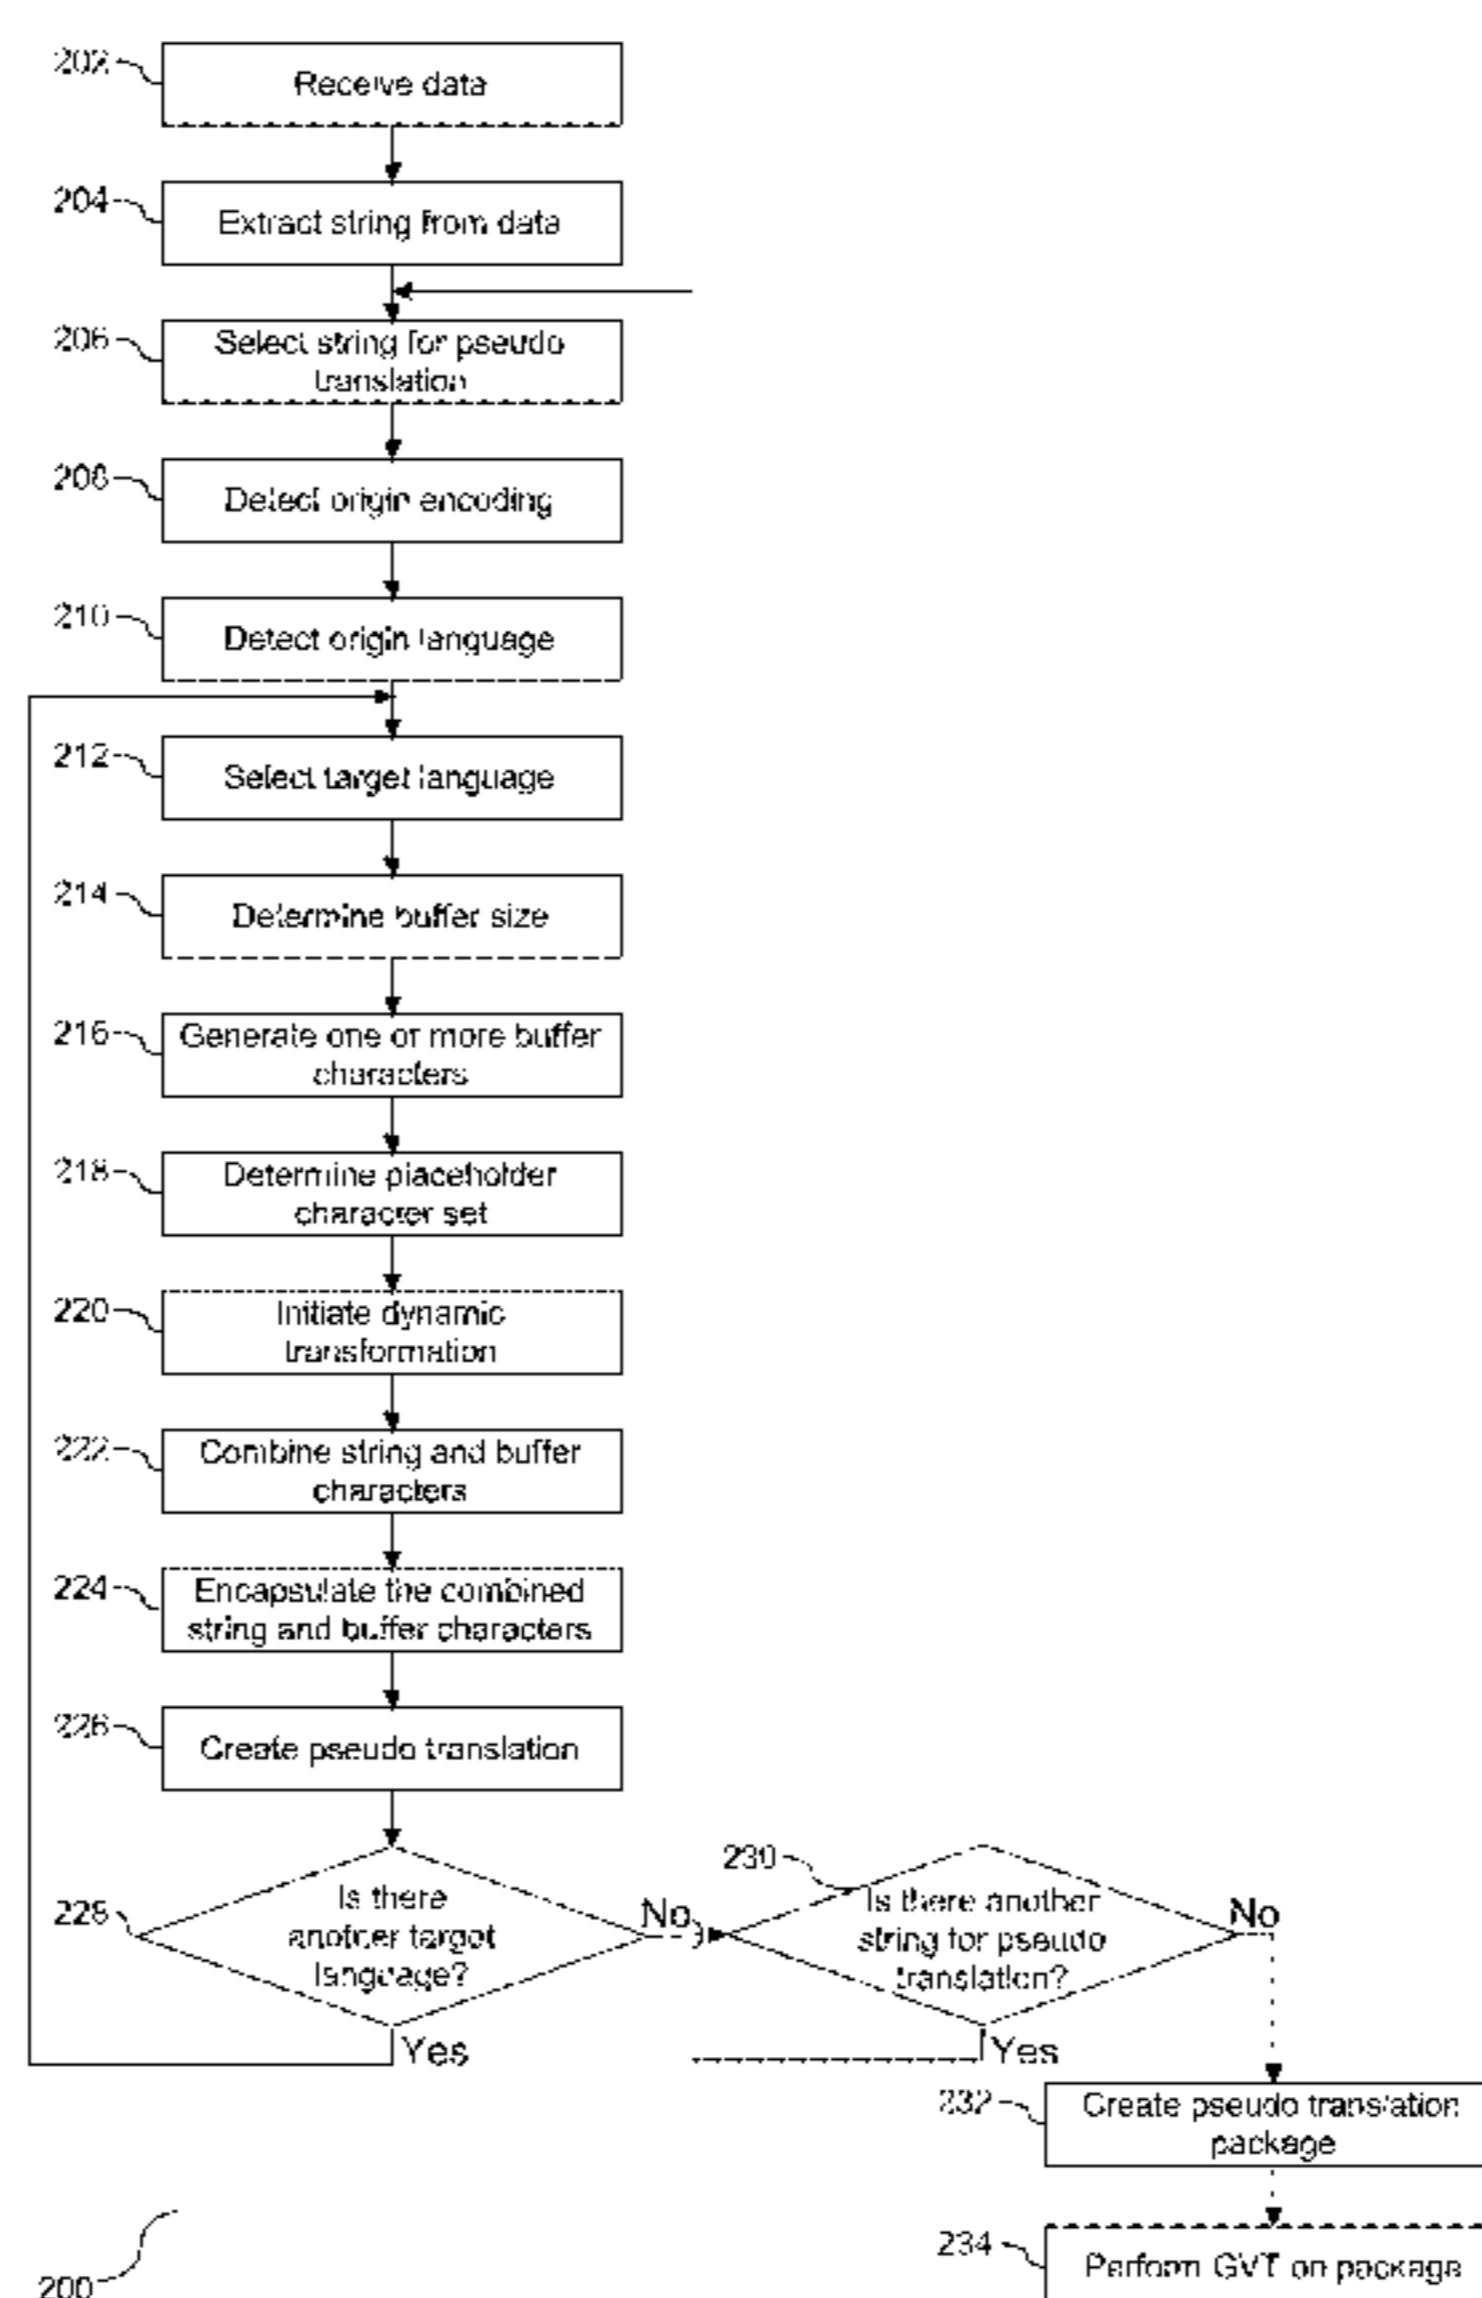 202
Receive data
204
Extract string from data
206
Select string for pseudo
translation
208
Detect origin encoding
210
Detect origin language
212
Select target language
214
Determine buffer size
216
Generate one or more buffer
characters
218
Determine placeholder
character set
220
Initiate dynamic
transformation
222
Combine string and buffer
characters
224
Encapsulate the combined
string and buffer characters
226
Create pseudo translation
228
Is there
another target
language?
No
Yes
230
Is there another
string for pseudo
translation?
No
Yes
232
Create pseudo translation
package
234
Perform GVT on package
200